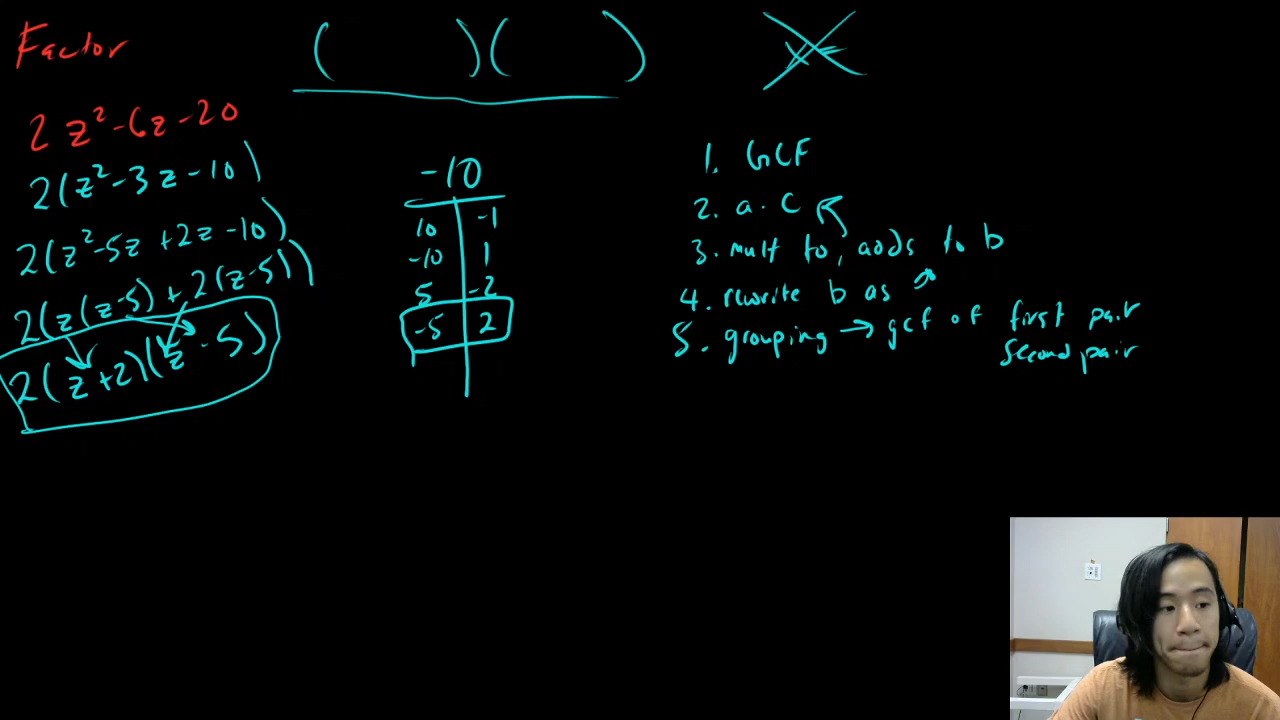 Factor
( )( )
2z²-6z-20
2(z²-3z-10)
2(z²-5z+2z-10)
2(z(z-5)+2(z-5))
2(z+2)(z-5)
-10
10 | -1
-10 | 1
5 | -2
-5 | 2
1. GCF
2. a·c
3. mult to, adds to b
4. rewrite b as
5. grouping → gcf of first pair
second pair